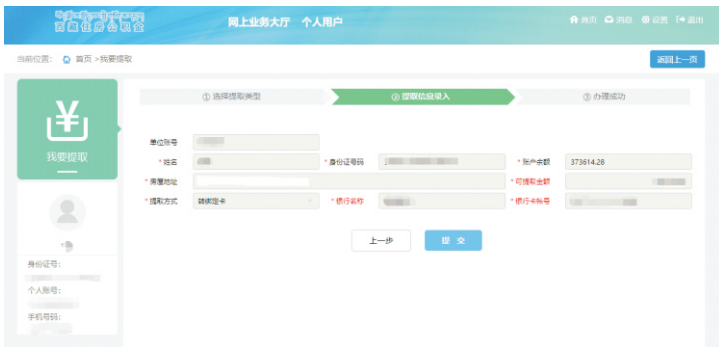 西藏住房公积金
网上业务大厅 个人用户
首页 消息 设置 退出
当前位置: 首页 >我要提取
返回上一页
① 选择提取类型
② 提取信息录入
③ 办理成功
我要提取
单位账号
* 姓名
* 身份证号码
* 账户余额 373614.28
* 房屋地址
* 可提取金额
* 提取方式 转绑定卡
* 银行名称
* 银行卡帐号
上一步
提 交
身份证号:
个人账号:
手机号码: